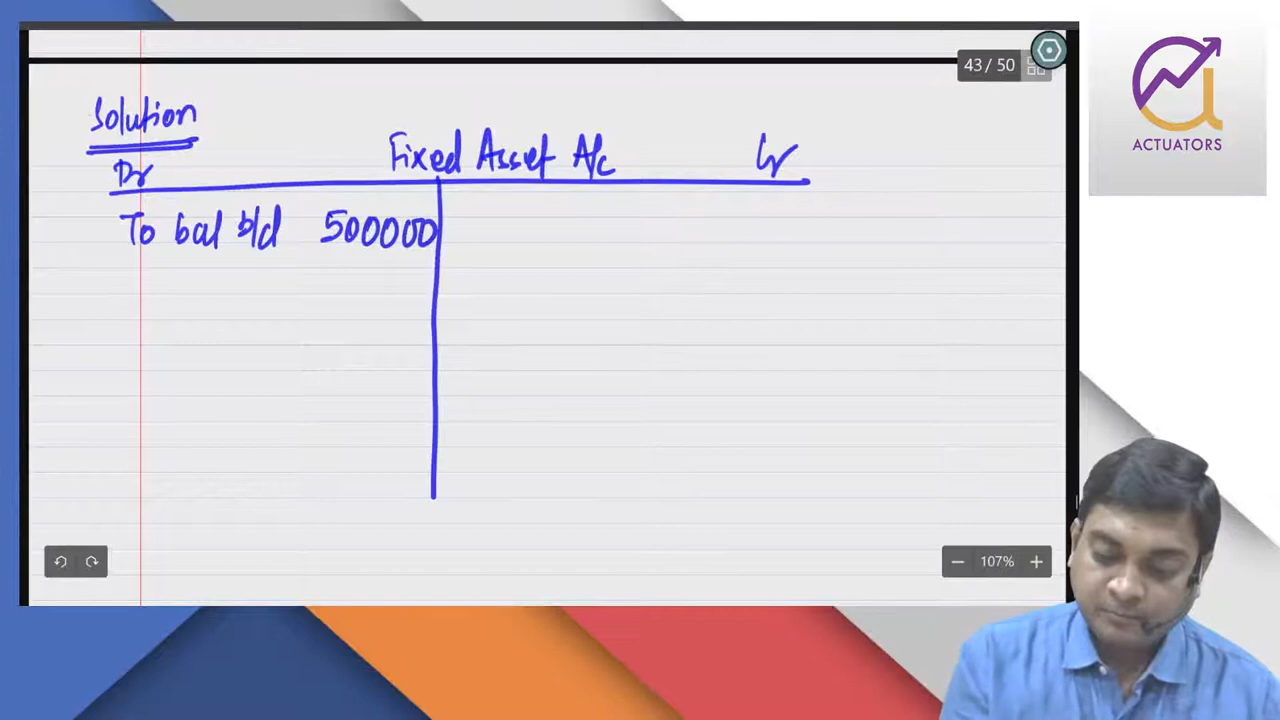 43 / 50
Solution
Dr Fixed Asset A/c Cr
To bal b/d 500000
107%
ACTUATORS